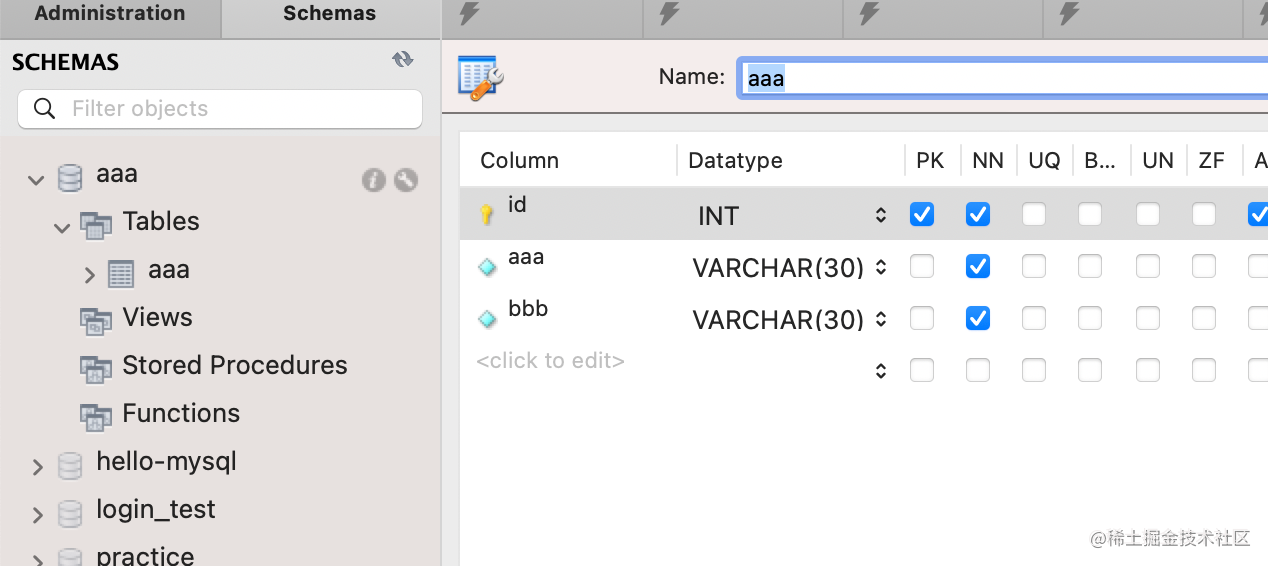 Administration Schemas
SCHEMAS
Filter objects
aaa
Tables
aaa
Views
Stored Procedures
Functions
hello-mysql
login_test
practice
Name: aaa
Column Datatype PK NN UQ B... UN ZF A
id INT
aaa VARCHAR(30)
bbb VARCHAR(30)
<click to edit>
@稀土掘金技术社区